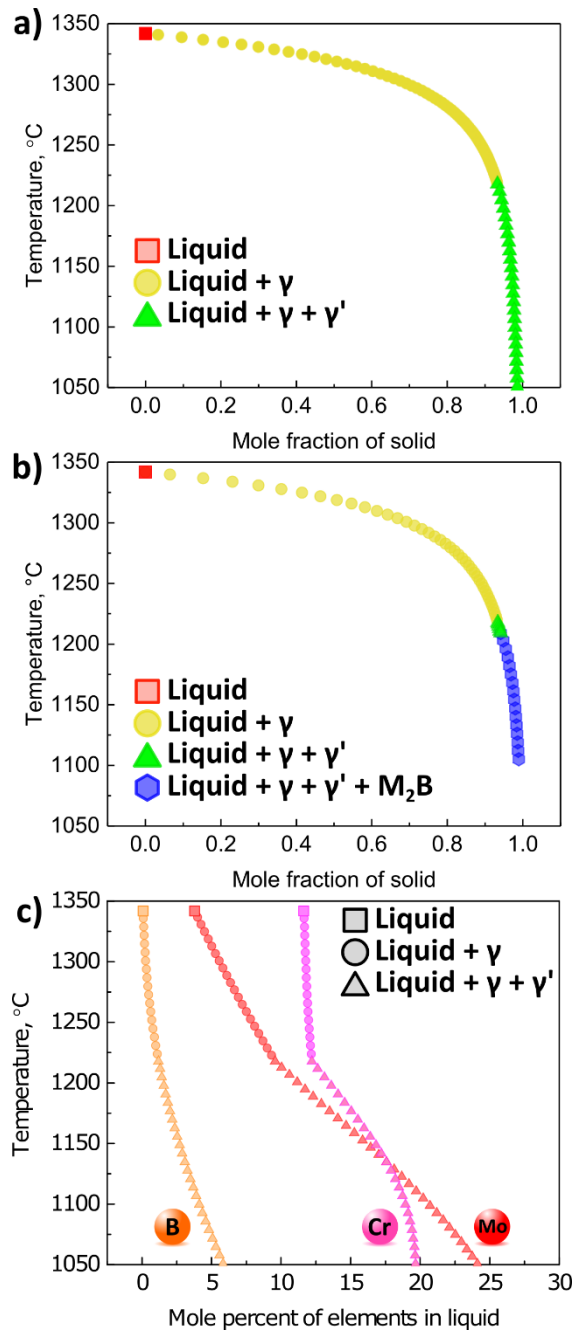 a)
1350
1300
1250
1200
1150
1100
1050
Temperature, °C
Liquid
Liquid + γ
Liquid + γ + γ'
0.0 0.2 0.4 0.6 0.8 1.0
Mole fraction of solid
b)
1350
1300
1250
1200
1150
1100
1050
Temperature, °C
Liquid
Liquid + γ
Liquid + γ + γ'
Liquid + γ + γ' + M₂B
0.0 0.2 0.4 0.6 0.8 1.0
Mole fraction of solid
c)
1350
1300
1250
1200
1150
1100
1050
Temperature, °C
Liquid
Liquid + γ
Liquid + γ + γ'
B Cr Mo
0 5 10 15 20 25 30
Mole percent of elements in liquid